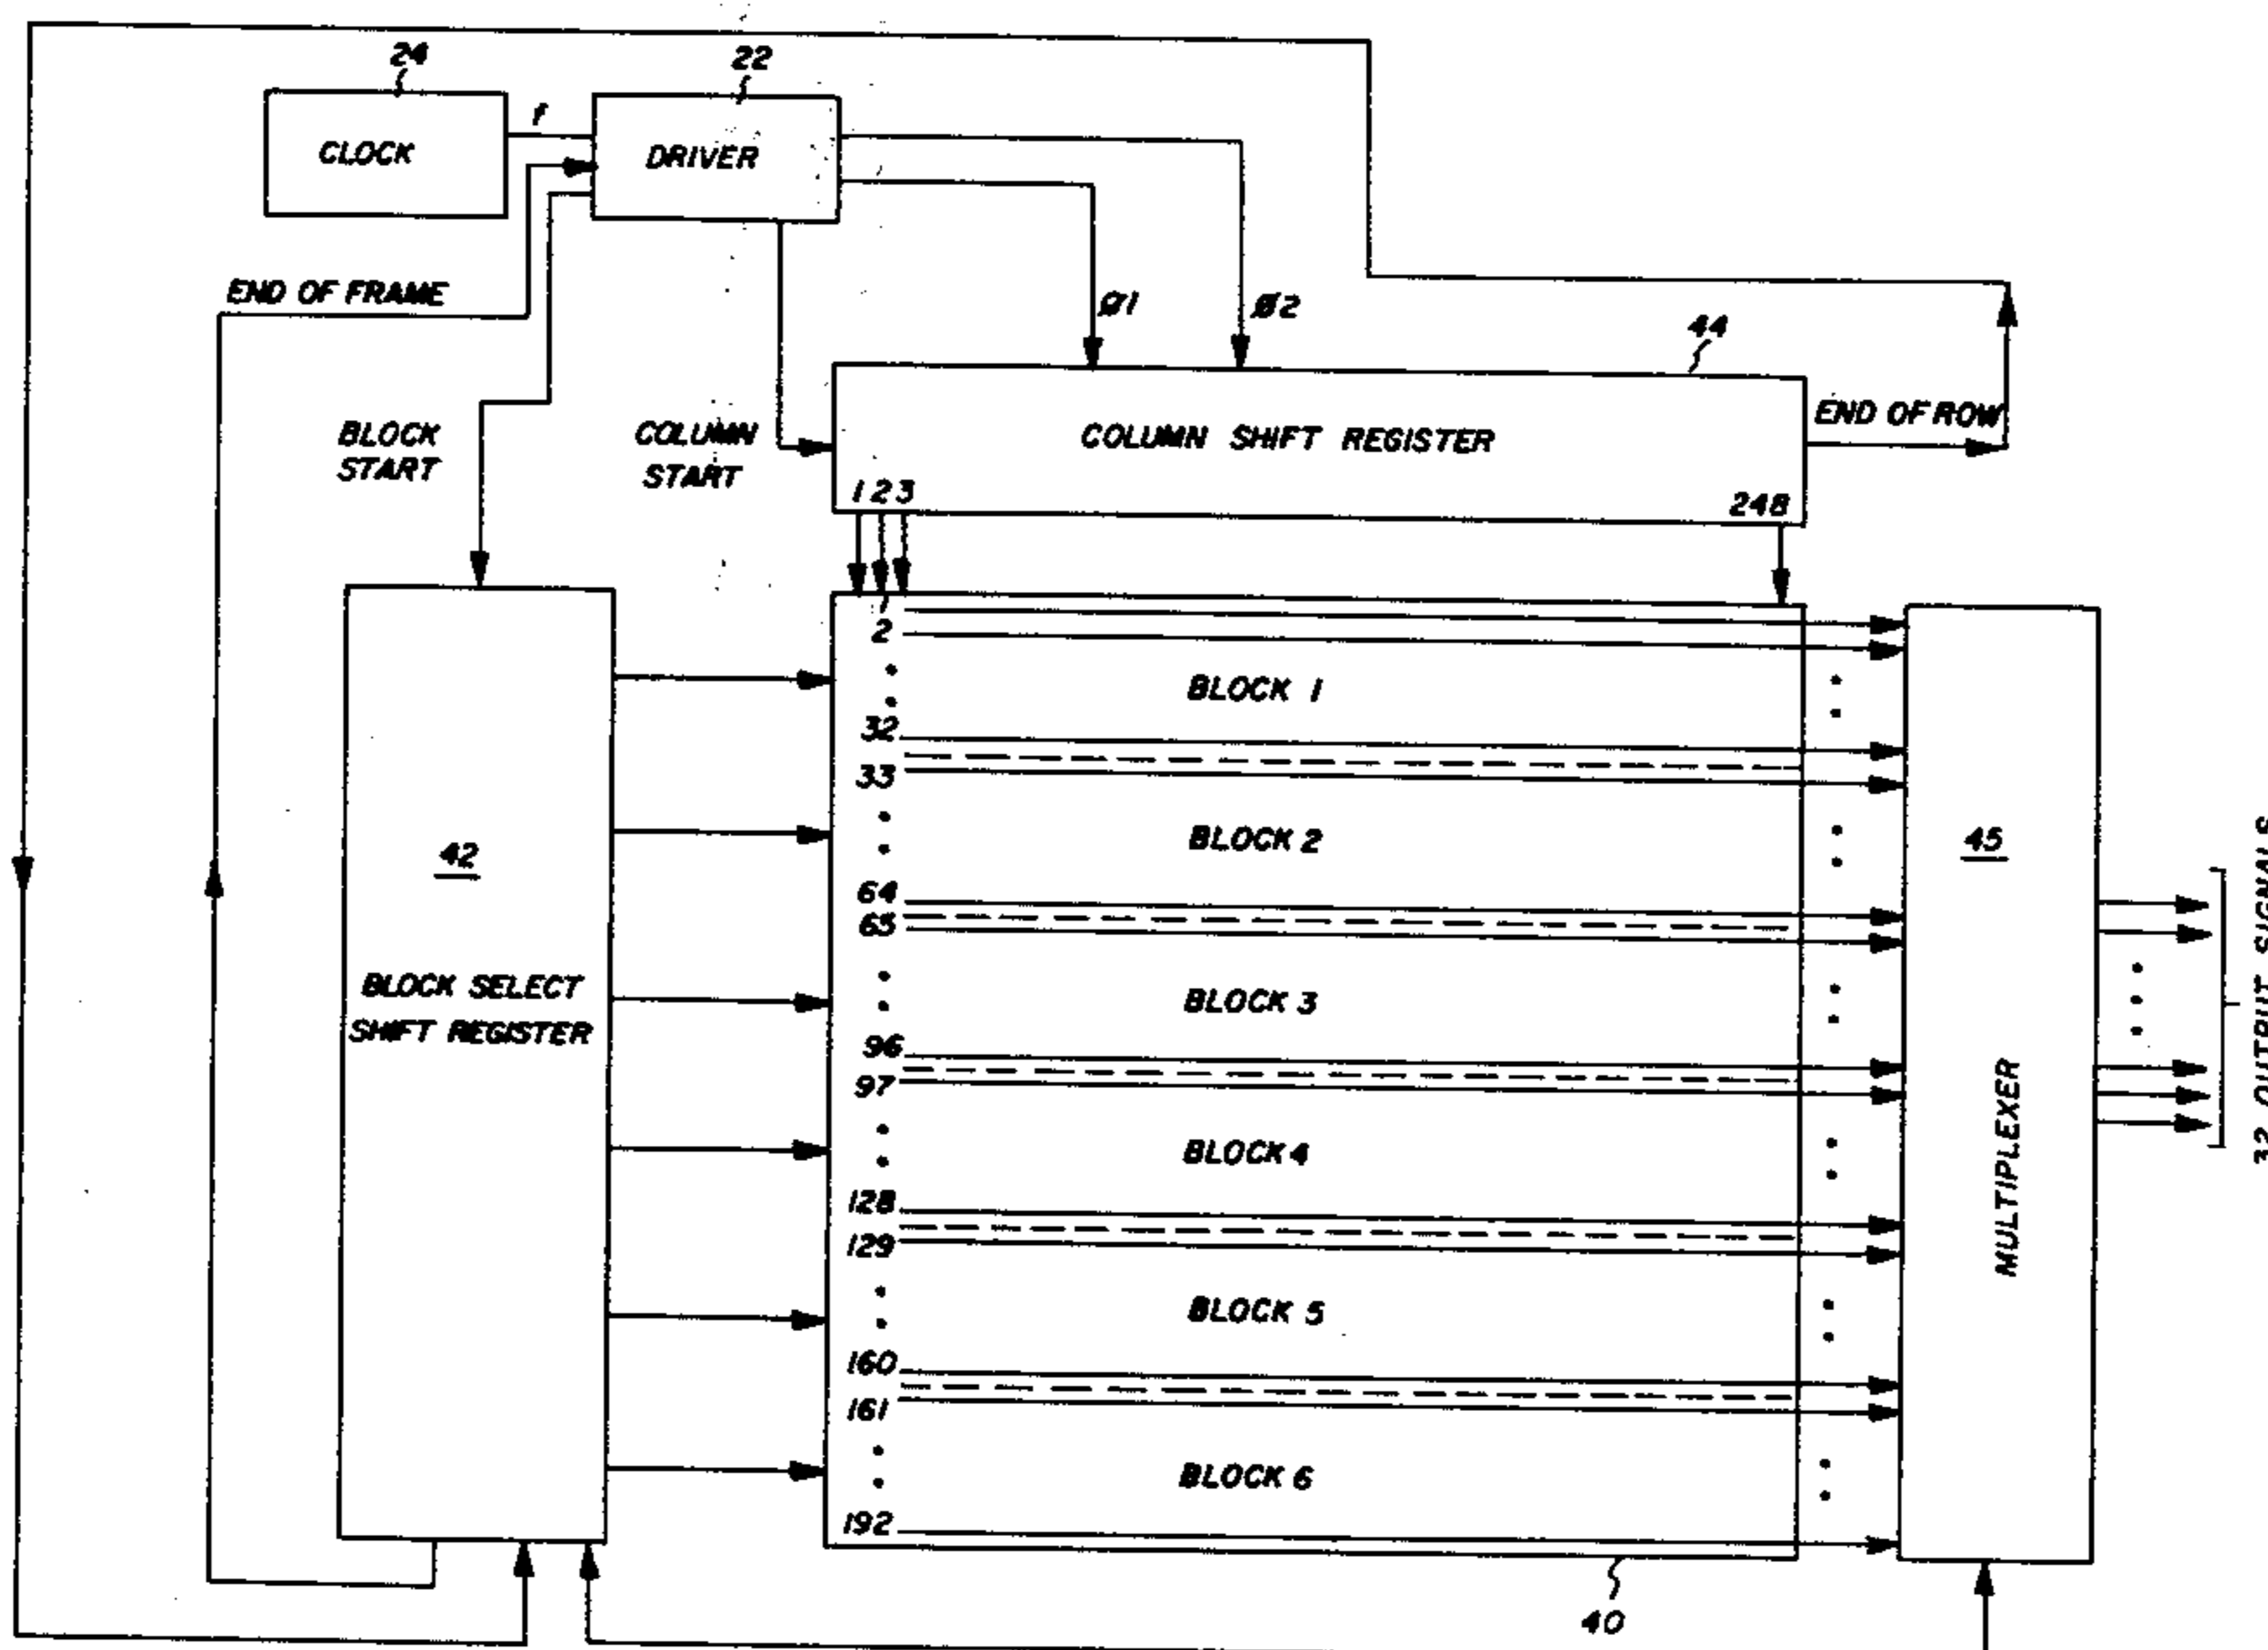 24
22
CLOCK
f
DRIVER
END OF FRAME
Ø1
Ø2
44
BLOCK
START
COLUMN
START
COLUMN SHIFT REGISTER
END OF ROW
1 2 3
248
1
2
BLOCK 1
32
33
BLOCK 2
42
45
64
65
BLOCK SELECT
SHIFT REGISTER
BLOCK 3
96
97
BLOCK 4
MULTIPLEXER
32 OUTPUT SIGNALS
128
129
BLOCK 5
160
161
BLOCK 6
192
40